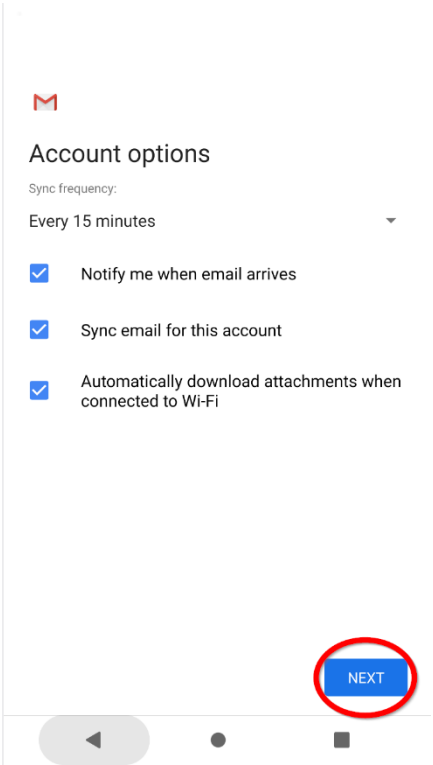 Account options
Sync frequency:
Every 15 minutes
Notify me when email arrives
Sync email for this account
Automatically download attachments when
connected to Wi-Fi
NEXT